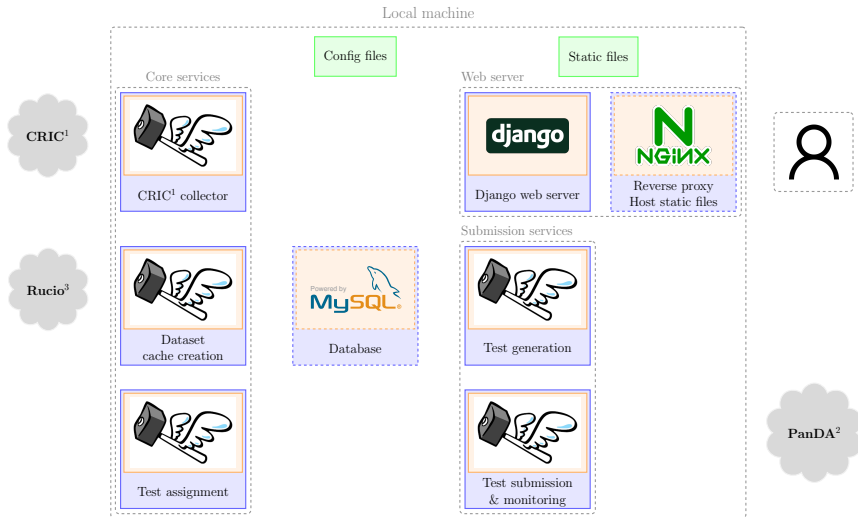 Local machine
Config files
Static files
Core services
Web server
CRIC¹
django
NGiNX
CRIC¹ collector
Django web server
Reverse proxy
Host static files
Submission services
Rucio³
Powered by
MySQL®
Dataset
cache creation
Database
Test generation
PanDA²
Test assignment
Test submission
& monitoring